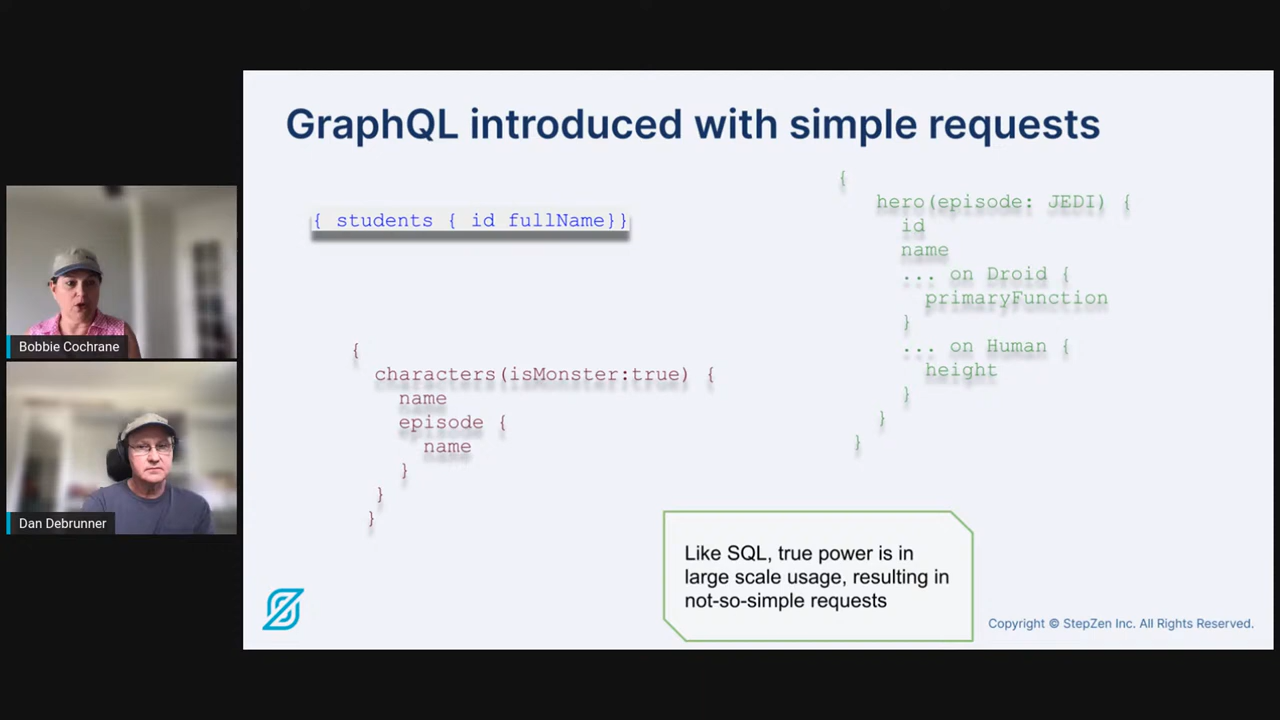 GraphQL introduced with simple requests
{ students { id fullName}}
{
characters(isMonster:true) {
name
episode {
name
}
}
}
{
hero(episode: JEDI) {
id
name
... on Droid {
primaryFunction
}
... on Human {
height
}
}
}
Like SQL, true power is in
large scale usage, resulting in
not-so-simple requests
Copyright © StepZen Inc. All Rights Reserved.
Bobbie Cochrane
Dan Debrunner